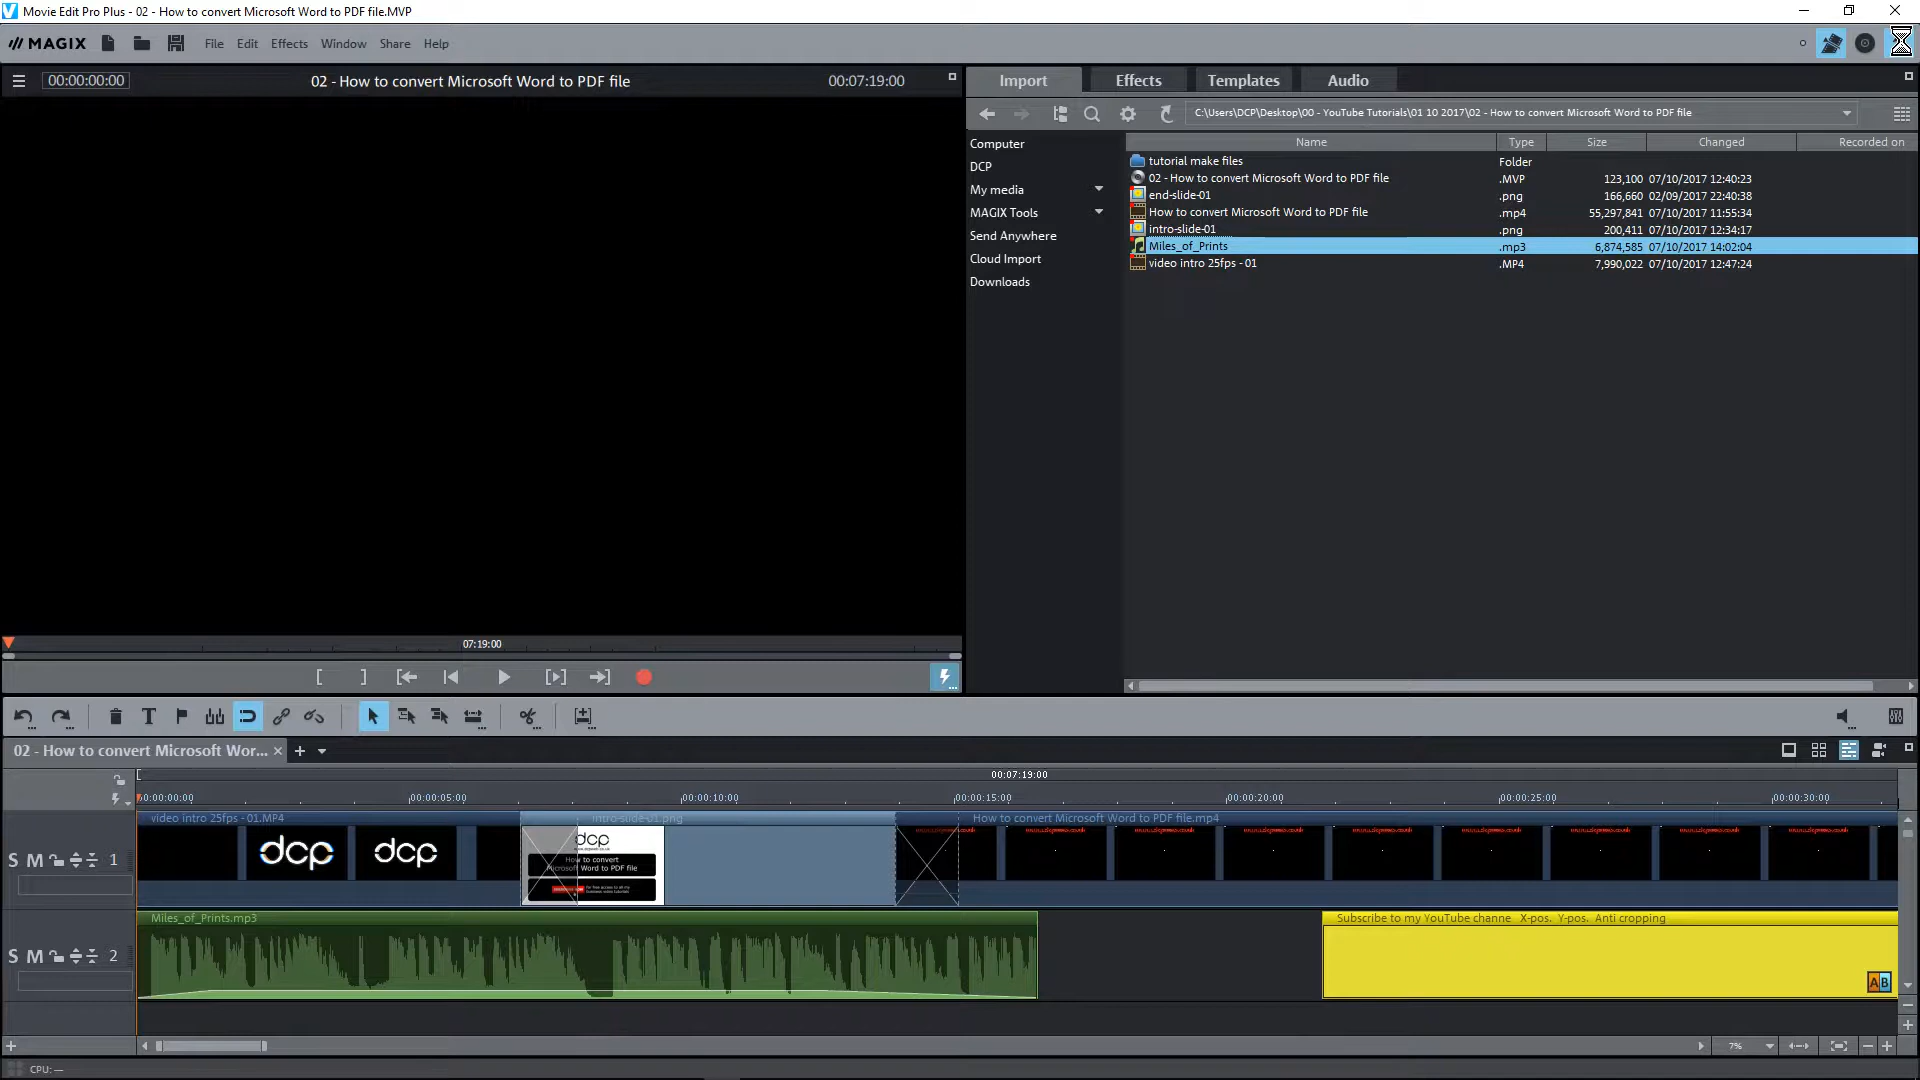 Movie Edit Pro Plus - 02 - How to convert Microsoft Word to PDF file.MVP
MAGIX File Edit Effects Window Share Help
00:00:00:00 02 - How to convert Microsoft Word to PDF file 00:07:19:00
Import Effects Templates Audio
C:\Users\DCP\Desktop\00 - YouTube Tutorials\01 10 2017\02 - How to convert Microsoft Word to PDF file
Computer
DCP
My media
MAGIX Tools
Send Anywhere
Cloud Import
Downloads
Name Type Size Changed Recorded on
tutorial make files Folder
02 - How to convert Microsoft Word to PDF file .MVP 123,100 07/10/2017 12:40:23
end-slide-01 .png 166,660 02/09/2017 22:40:38
How to convert Microsoft Word to PDF file .mp4 55,297,841 07/10/2017 11:55:34
intro-slide-01 .png 200,411 07/10/2017 12:34:17
Miles_of_Prints .mp3 6,874,585 07/10/2017 14:02:04
video intro 25fps - 01 .MP4 7,990,022 07/10/2017 12:47:24
07:19:00
02 - How to convert Microsoft Wor...
00:07:19:00
00:00:00:00 00:00:05:00 00:00:10:00 00:00:15:00 00:00:20:00 00:00:25:00 00:00:30:00
video intro 25fps - 01.MP4 intro-slide-01.png How to convert Microsoft Word to PDF file.mp4
S M 1
dcp dcp dcp
How to convert
Microsoft Word to PDF file
Miles_of_Prints.mp3 Subscribe to my YouTube channe X-pos. Y-pos. Anti cropping
S M 2
AB
7%
CPU: —